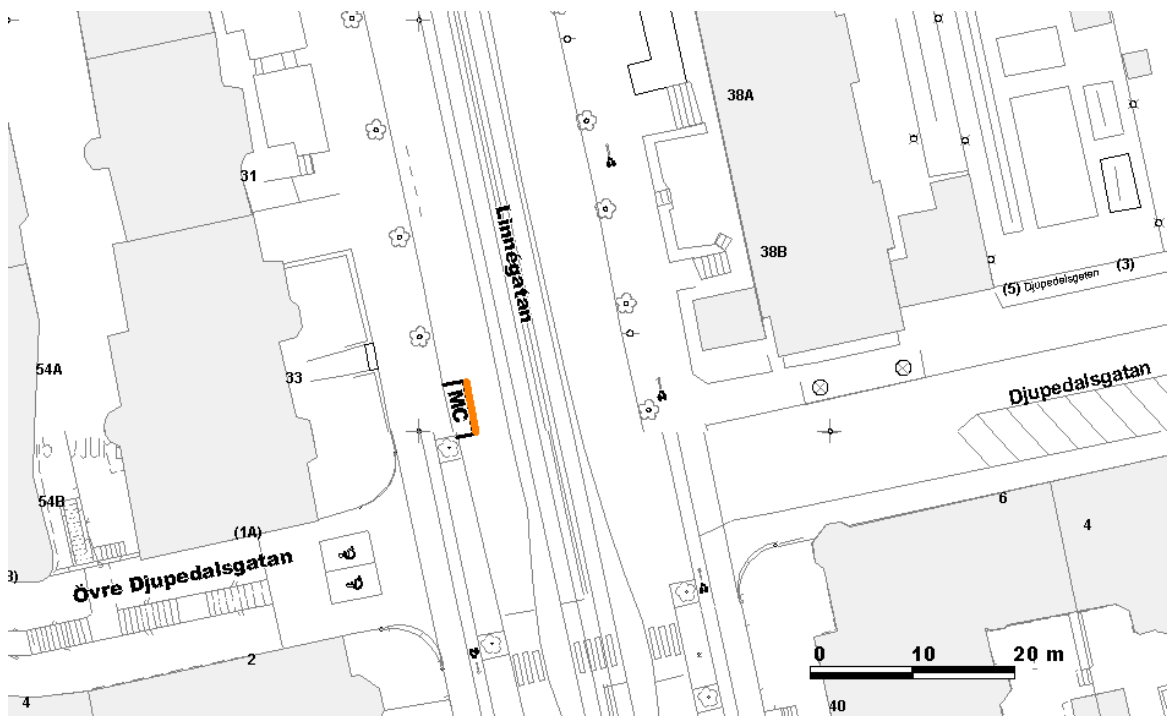 38A
31
Linnégatan
38B
(3)
(5) Djupedalsgatan
54A
33
Djupedalsgatan
MC
54B
6
(1A)
4
3)
Övre Djupedalsgatan
2
0 10 20 m
4
40